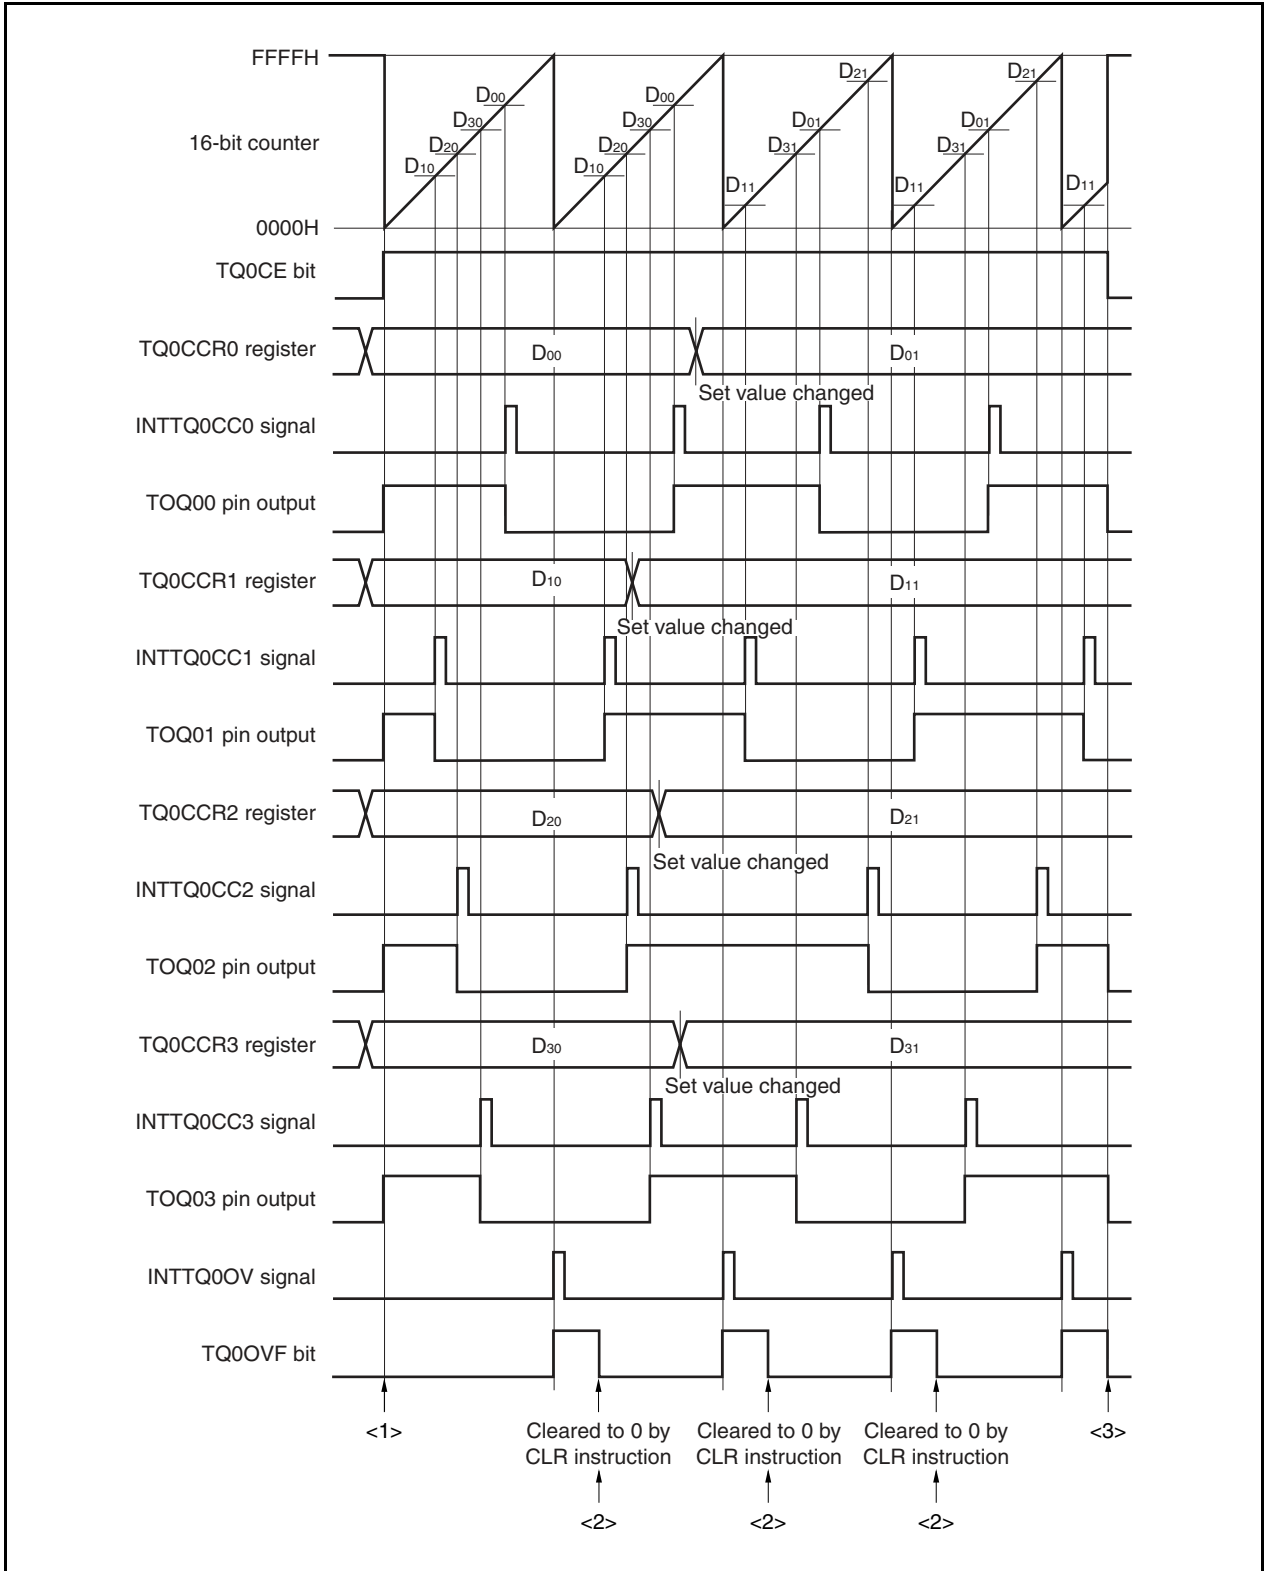 FFFFH
16-bit counter
0000H
D10
D20
D30
D00
D10
D20
D30
D00
D11
D31
D01
D21
D11
D31
D01
D21
D11
TQ0CE bit
TQ0CCR0 register
D00
D01
Set value changed
INTTQ0CC0 signal
TOQ00 pin output
TQ0CCR1 register
D10
D11
Set value changed
INTTQ0CC1 signal
TOQ01 pin output
TQ0CCR2 register
D20
D21
Set value changed
INTTQ0CC2 signal
TOQ02 pin output
TQ0CCR3 register
D30
D31
Set value changed
INTTQ0CC3 signal
TOQ03 pin output
INTTQ0OV signal
TQ0OVF bit
<1>
Cleared to 0 by
CLR instruction
<2>
Cleared to 0 by
CLR instruction
<2>
Cleared to 0 by
CLR instruction
<2>
<3>